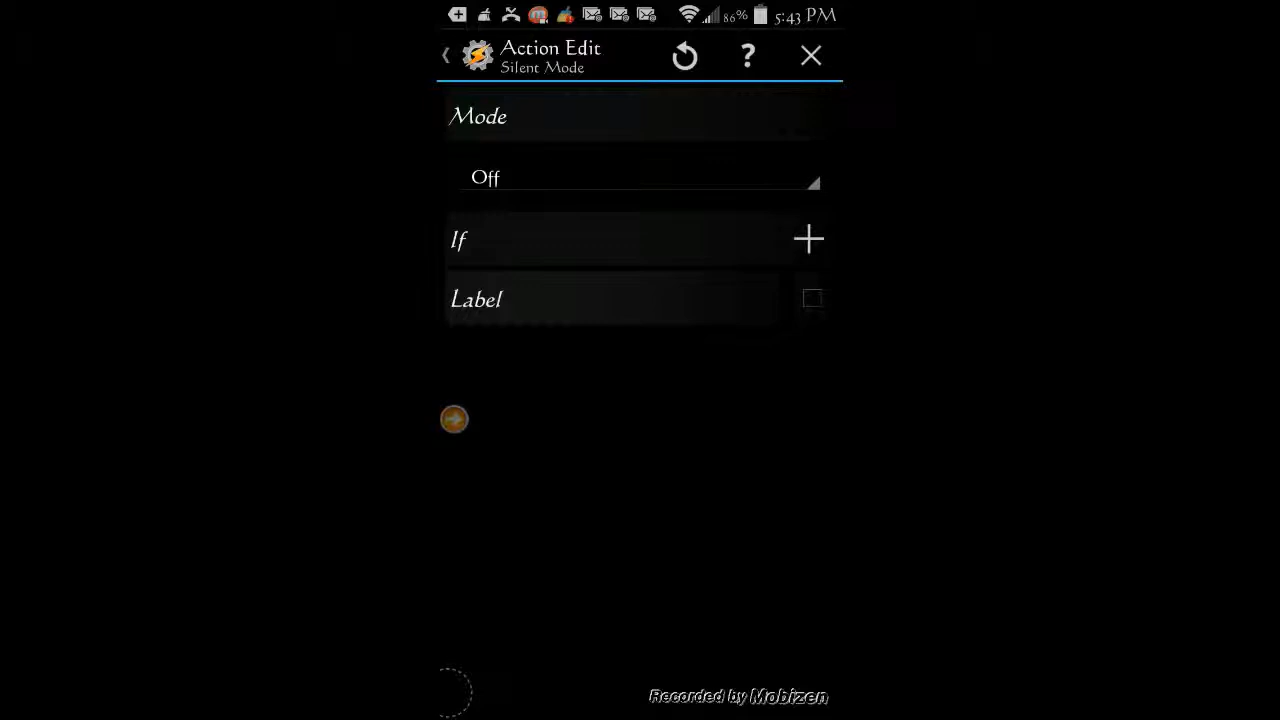 86% 5:43 PM
Action Edit
Silent Mode
Mode
Off
If
Label
Recorded by Mobizen